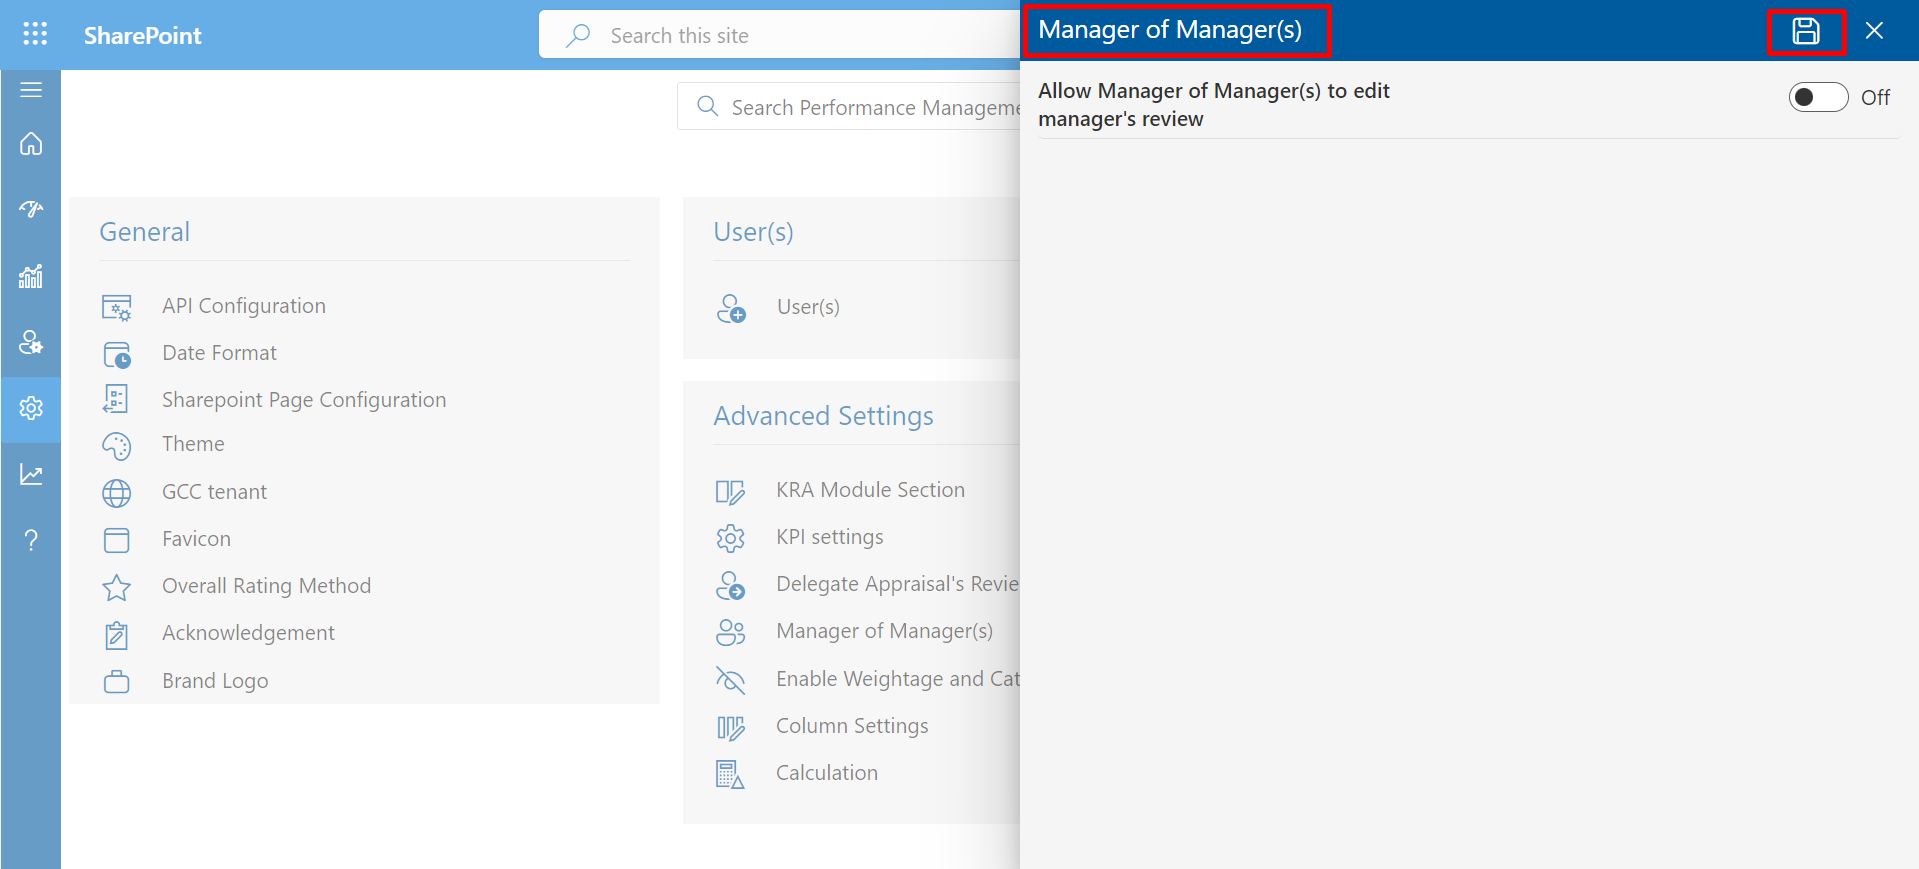 SharePoint
Search this site
Manager of Manager(s)
Allow Manager of Manager(s) to edit
manager's review
Off
Search Performance Manageme
General
API Configuration
Date Format
Sharepoint Page Configuration
Theme
GCC tenant
Favicon
Overall Rating Method
Acknowledgement
Brand Logo
User(s)
User(s)
Advanced Settings
KRA Module Section
KPI settings
Delegate Appraisal's Revie
Manager of Manager(s)
Enable Weightage and Cat
Column Settings
Calculation